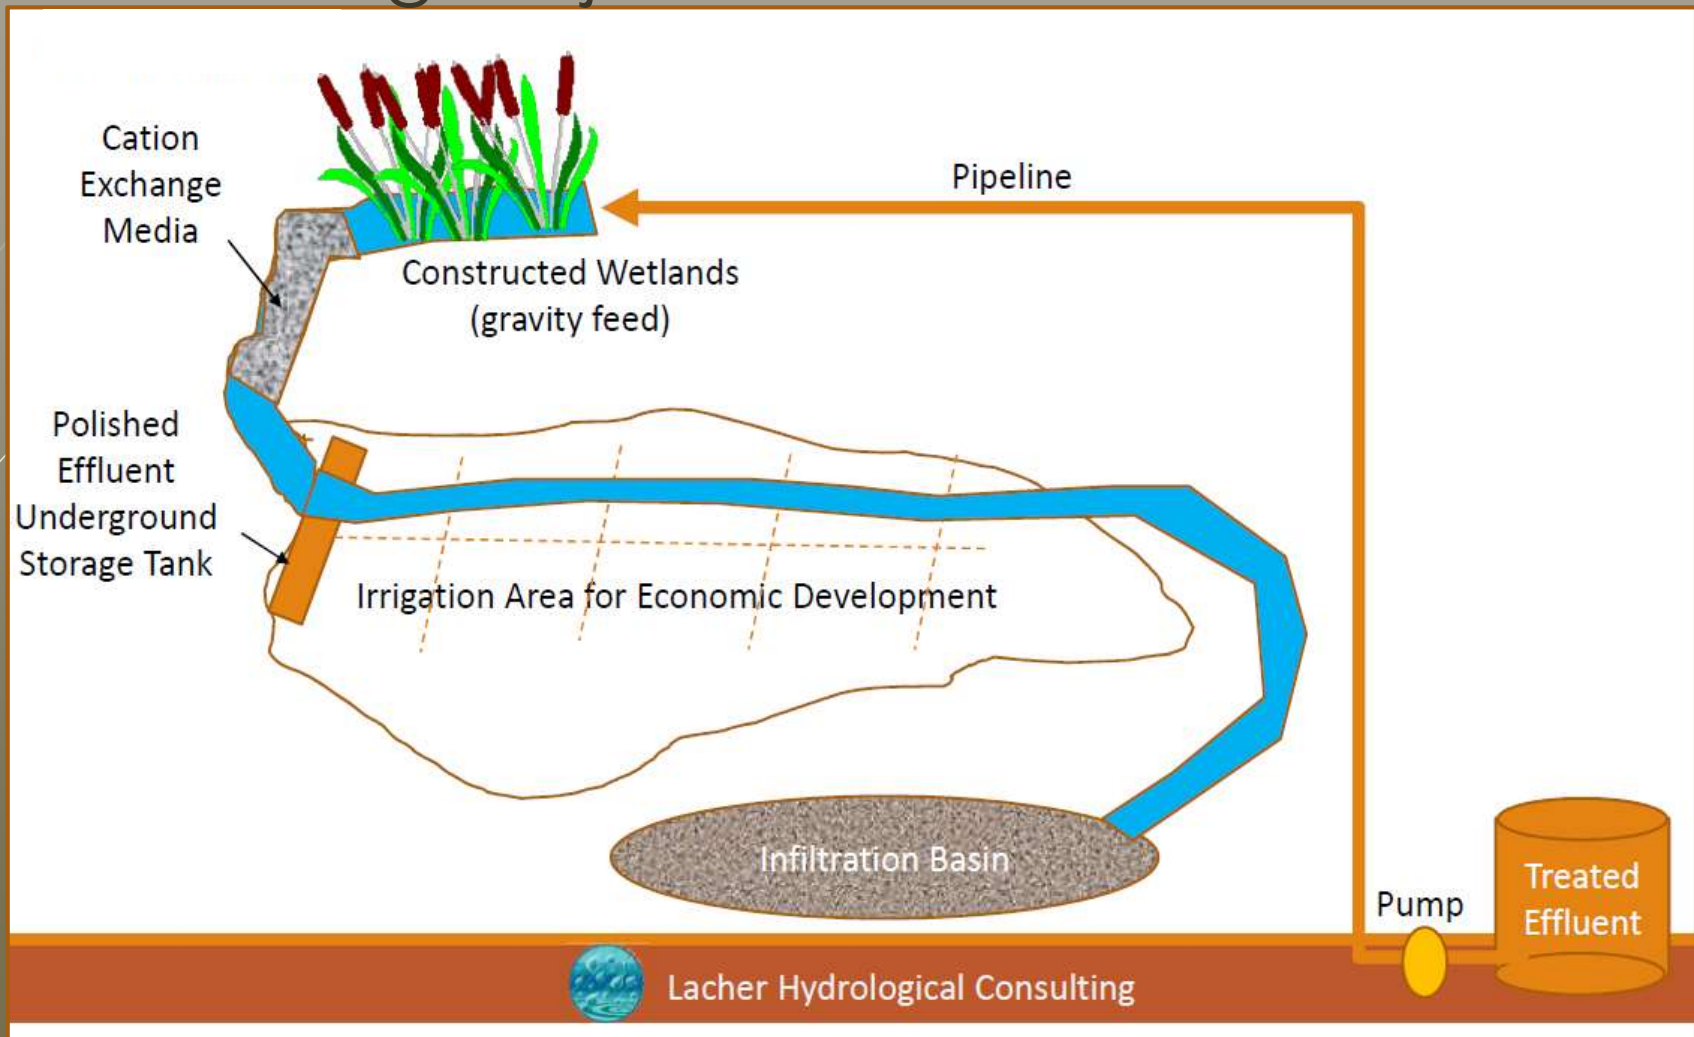 Cation
Exchange
Media
Pipeline
Constructed Wetlands
(gravity feed)
Polished
Effluent
Underground
Storage Tank
Irrigation Area for Economic Development
Infiltration Basin
Pump
Treated
Effluent
Lacher Hydrological Consulting